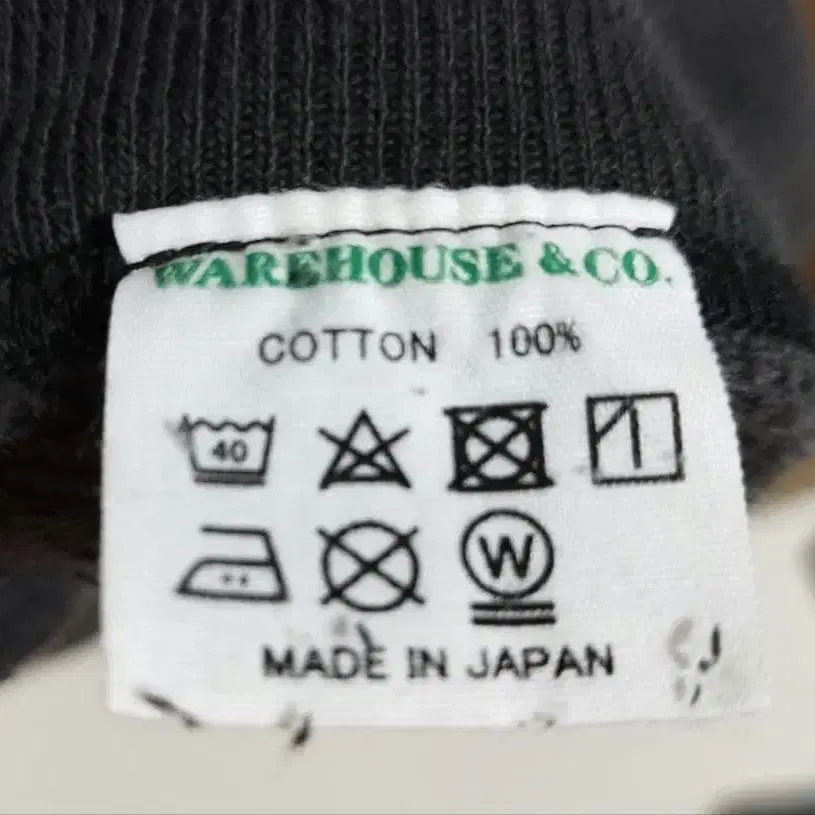 WAREHOUSE & CO.
COTTON 100%
40
W
MADE IN JAPAN